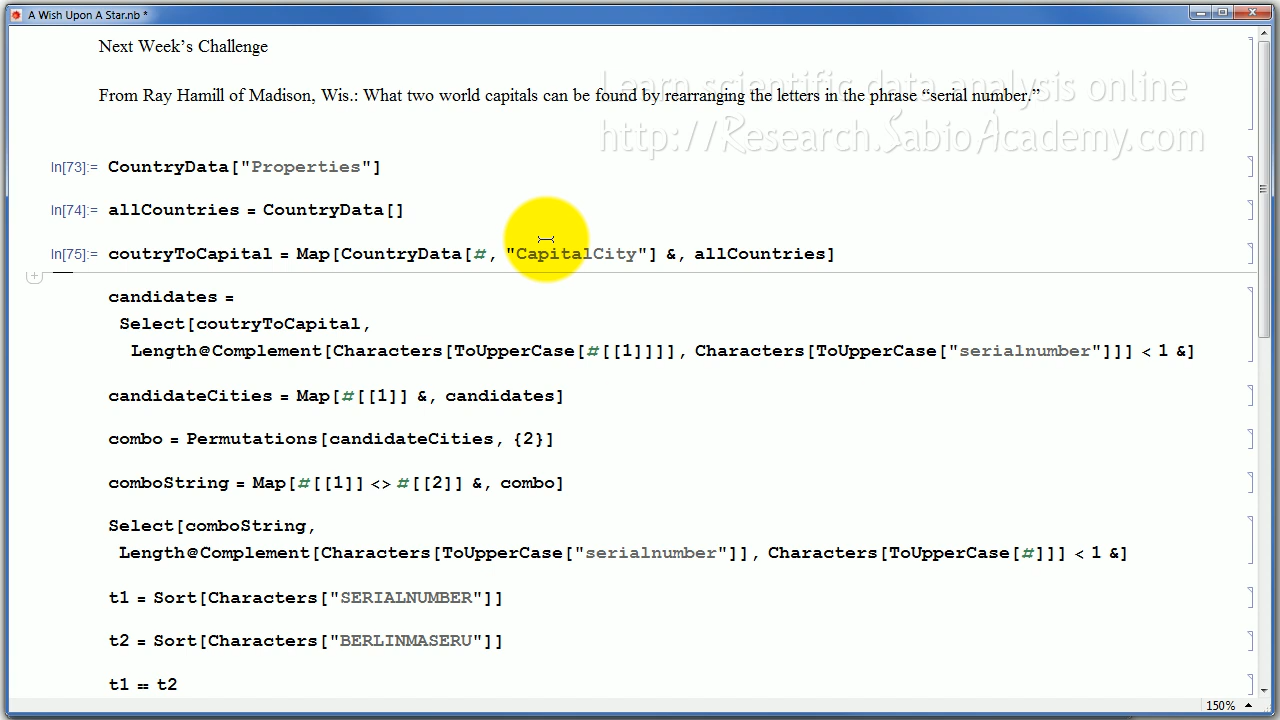 A Wish Upon A Star.nb *
Next Week's Challenge
Learn scientific data analysis online
From Ray Hamill of Madison, Wis.: What two world capitals can be found by rearranging the letters in the phrase “serial number.”
http://Research.SabioAcademy.com
In[73]:= CountryData["Properties"]
In[74]:= allCountries = CountryData[]
In[75]:= coutryToCapital = Map[CountryData[#, "CapitalCity"] &, allCountries]
candidates =
Select[coutryToCapital,
Length@Complement[Characters[ToUpperCase[#[[1]]]], Characters[ToUpperCase["serialnumber"]]] < 1 &]
candidateCities = Map[#[[1]] &, candidates]
combo = Permutations[candidateCities, {2}]
comboString = Map[#[[1]] <> #[[2]] &, combo]
Select[comboString,
Length@Complement[Characters[ToUpperCase["serialnumber"]], Characters[ToUpperCase[#]]] < 1 &]
t1 = Sort[Characters["SERIALNUMBER"]]
t2 = Sort[Characters["BERLINMASERU"]]
t1 == t2
150%